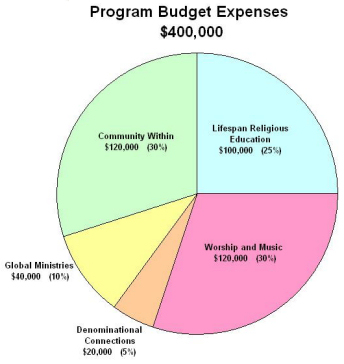 Program Budget Expenses
$400,000
Lifespan Religious
Education
$100,000 (25%)
Community Within
$120,000 (30%)
Worship and Music
$120,000 (30%)
Global Ministries
$40,000 (10%)
Denominational
Connections
$20,000 (5%)